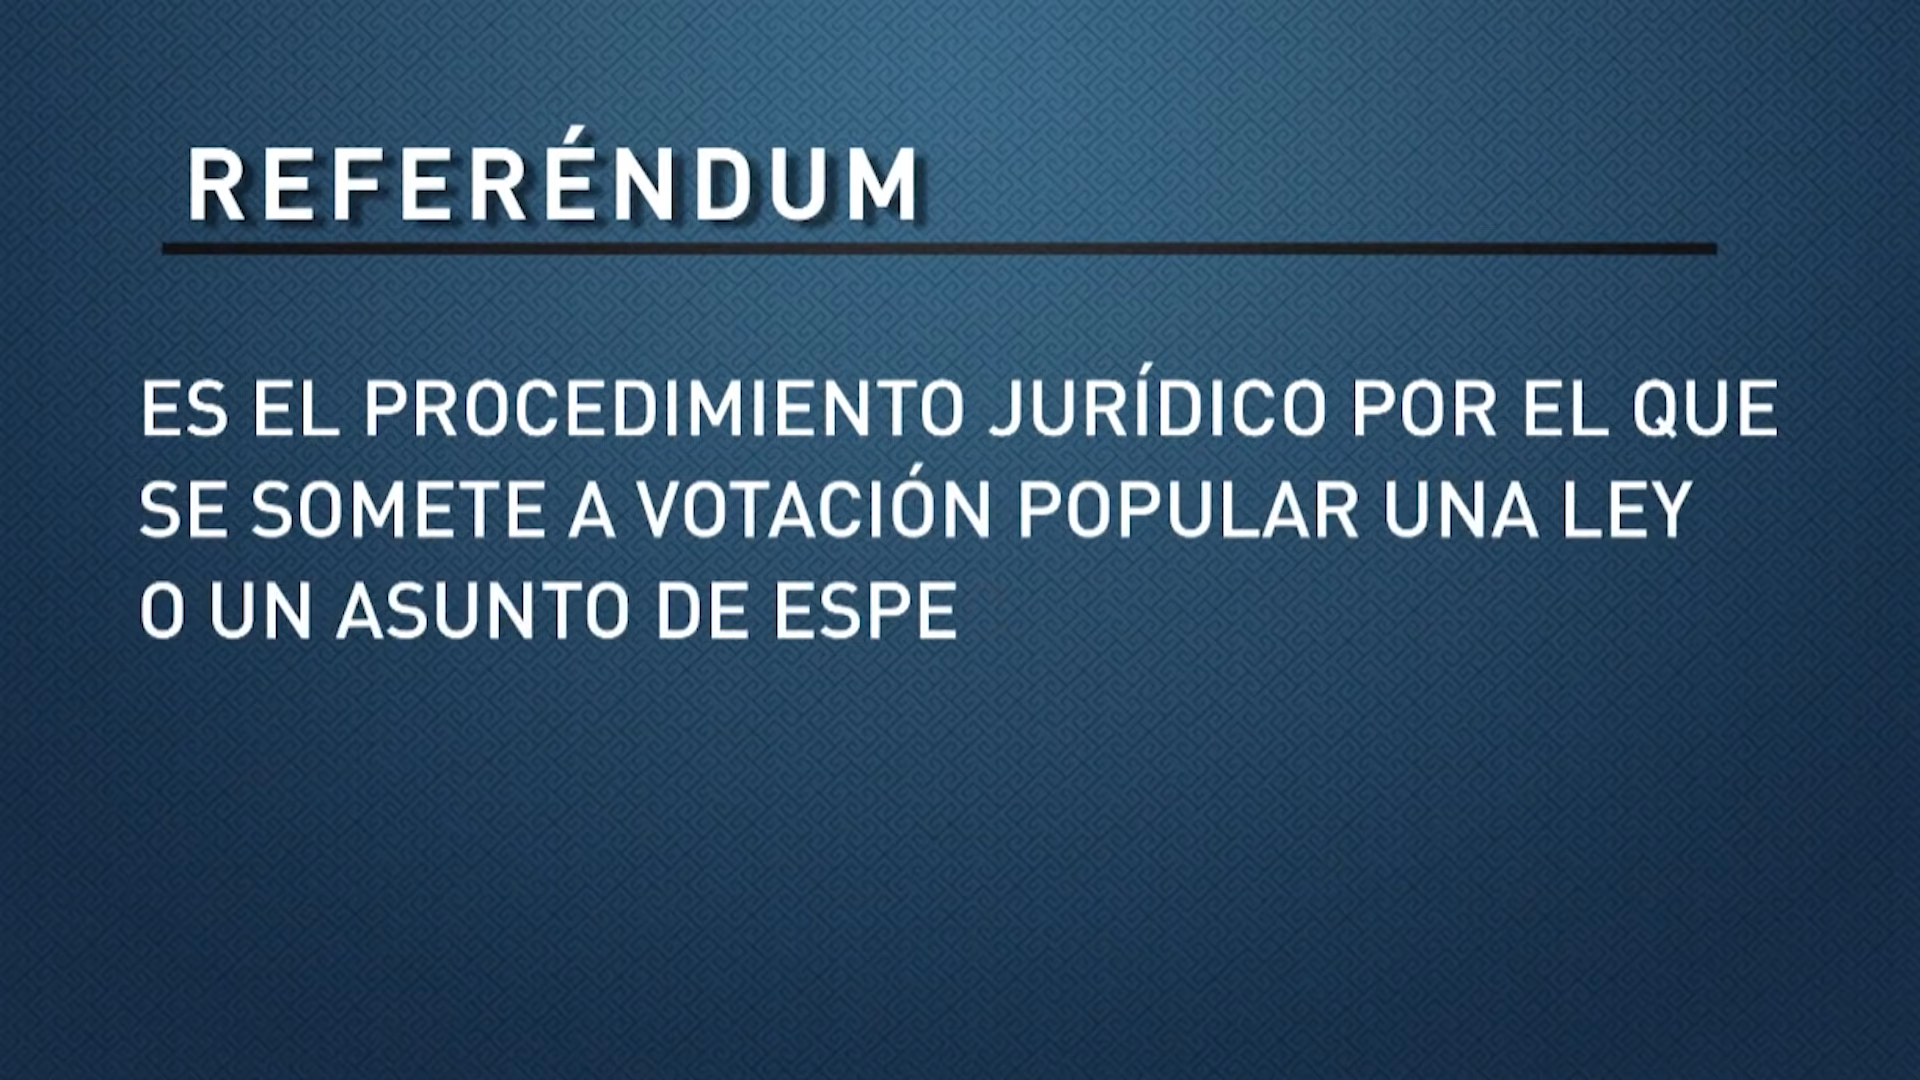 REFERÉNDUM
ES EL PROCEDIMIENTO JURÍDICO POR EL QUE
SE SOMETE A VOTACIÓN POPULAR UNA LEY
O UN ASUNTO DE ESPE